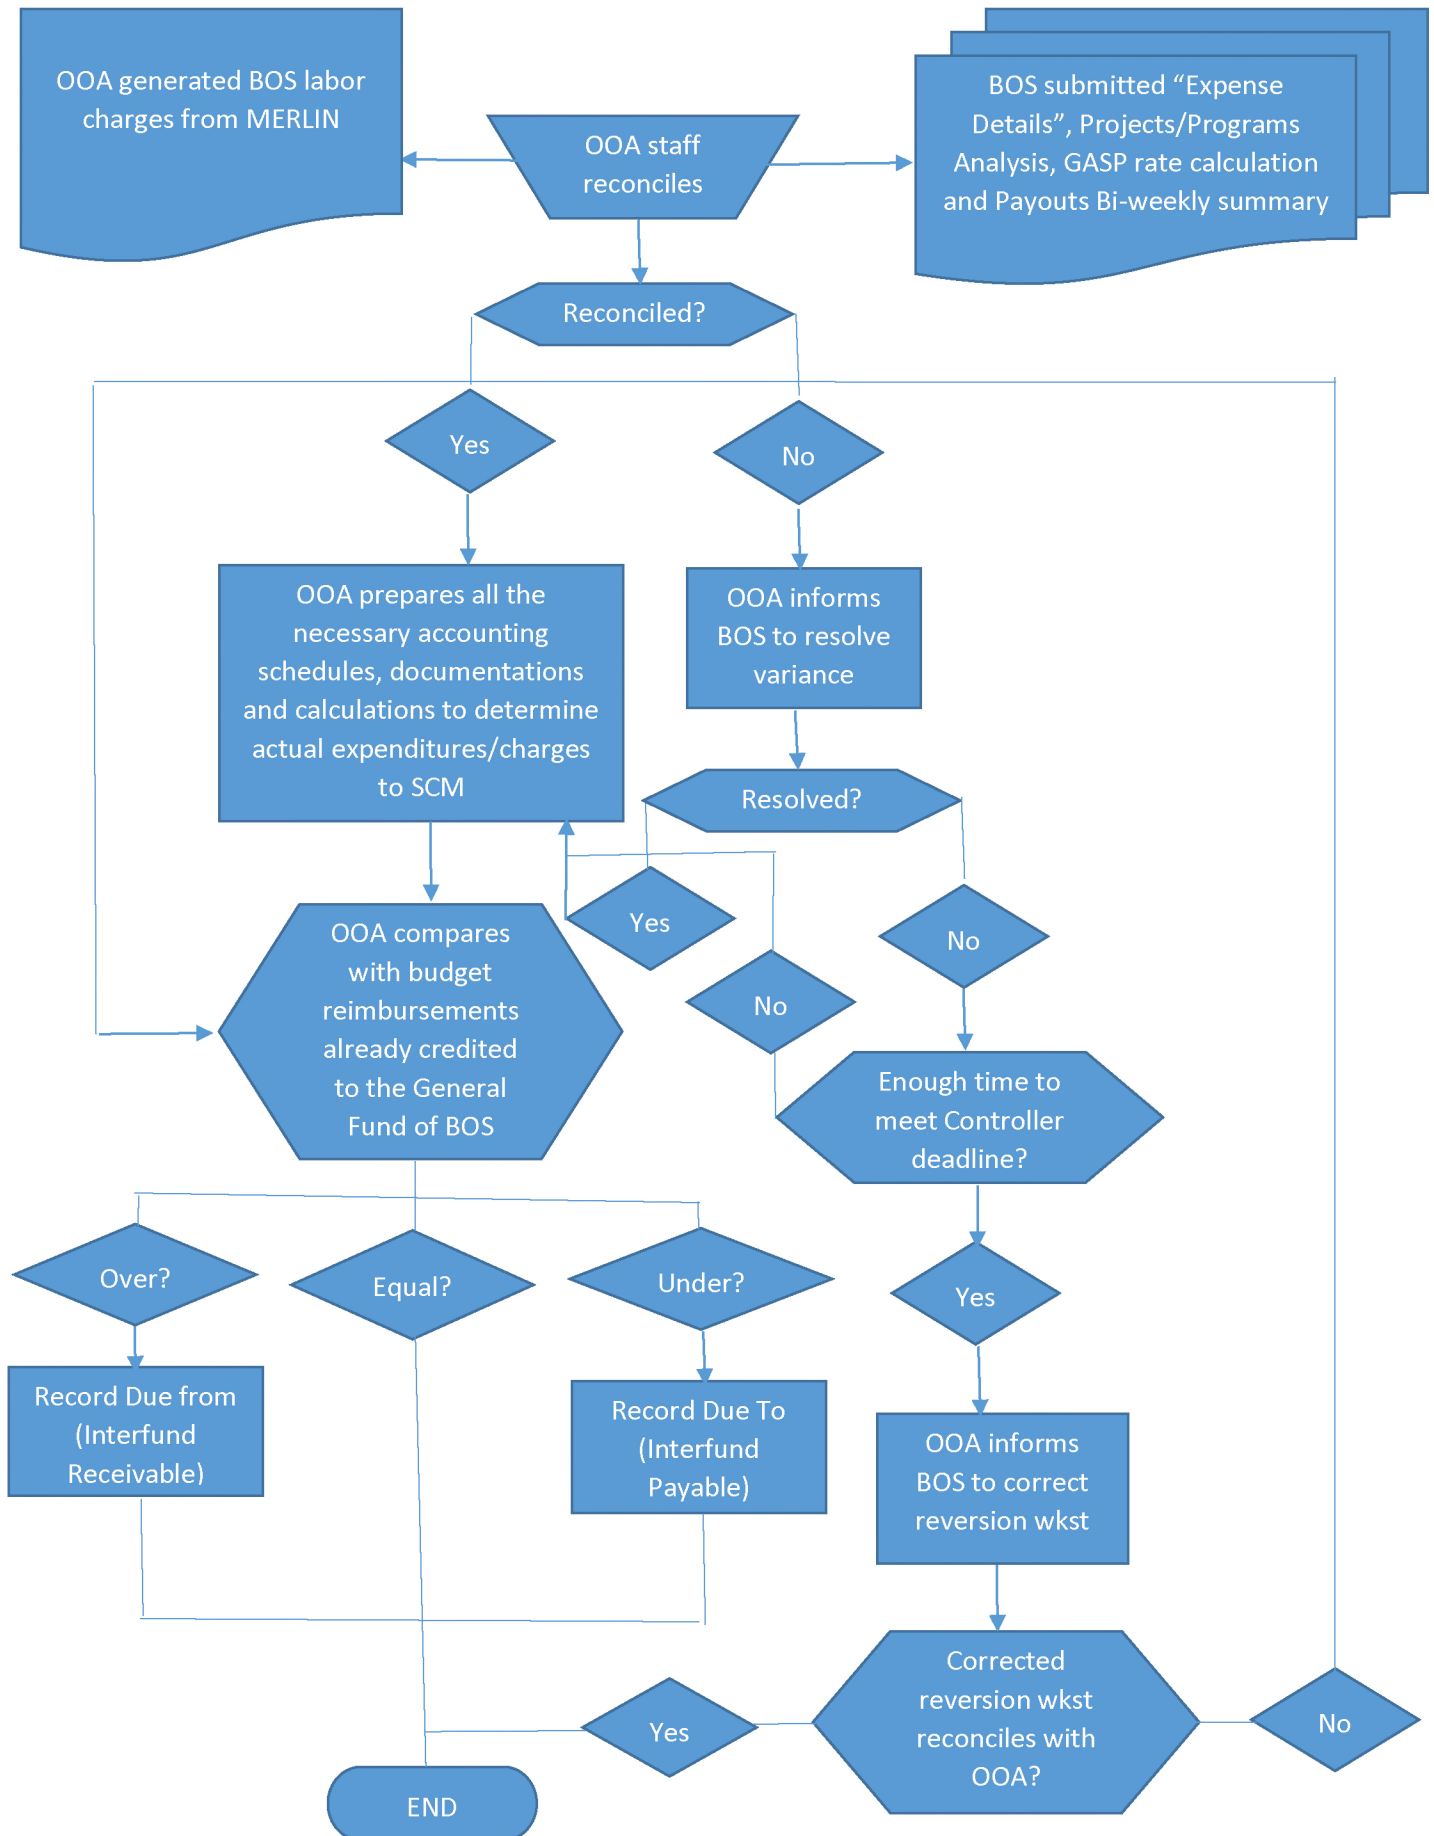 OOA generated BOS labor
charges from MERLIN
OOA staff
reconciles
BOS submitted “Expense
Details”, Projects/Programs
Analysis, GASP rate calculation
and Payouts Bi-weekly summary
Reconciled?
Yes
No
OOA prepares all the
necessary accounting
schedules, documentations
and calculations to determine
actual expenditures/charges
to SCM
OOA informs
BOS to resolve
variance
Resolved?
Yes
No
No
OOA compares
with budget
reimbursements
already credited
to the General
Fund of BOS
Enough time to
meet Controller
deadline?
Over?
Equal?
Under?
Yes
Record Due from
(Interfund
Receivable)
Record Due To
(Interfund
Payable)
OOA informs
BOS to correct
reversion wkst
Corrected
reversion wkst
reconciles with
OOA?
Yes
No
END